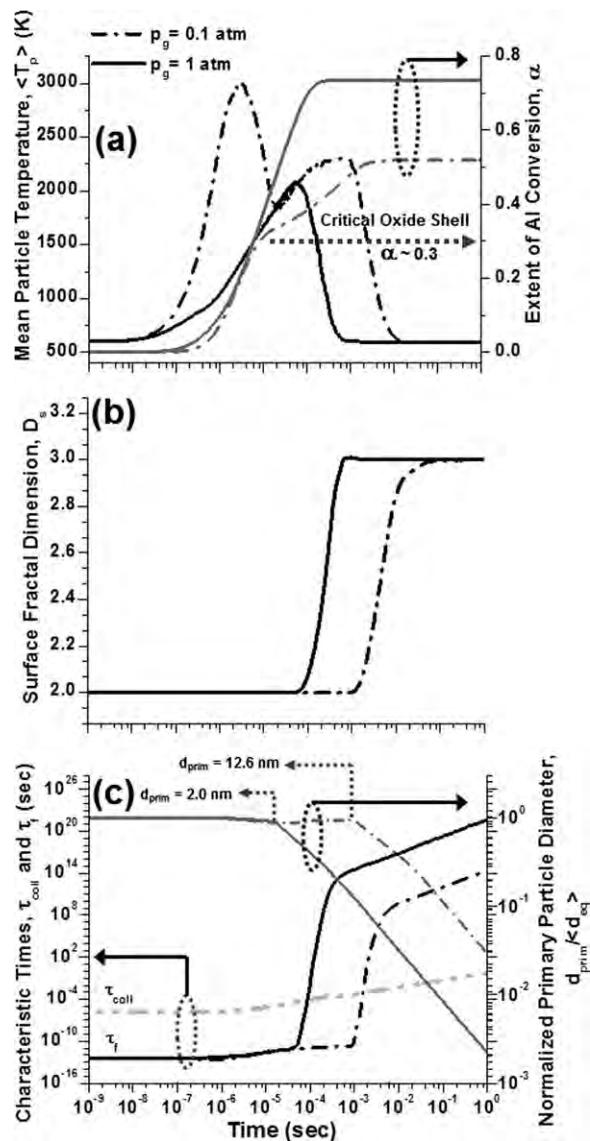 p_g = 0.1 atm
p_g = 1 atm
(a)
Mean Particle Temperature, <T_p> (K)
3000
2500
2000
1500
1000
500
0.8
0.6
0.4
0.2
0.0
Extent of Al Conversion, α
Critical Oxide Shell
α ~ 0.3
(b)
Surface Fractal Dimension, D_s
3.2
3.0
2.8
2.6
2.4
2.2
2.0
(c)
d_prim = 12.6 nm
d_prim = 2.0 nm
Characteristic Times, τ_coll and τ_f (sec)
10^26
10^20
10^14
10^8
10^2
10^-4
10^-10
10^-16
τ_coll
τ_f
10^0
10^-1
10^-2
10^-3
Normalized Primary Particle Diameter,
d_prim/<d_eq>
10^-9 10^-8 10^-7 10^-6 10^-5 10^-4 10^-3 10^-2 10^-1 10^0
Time (sec)